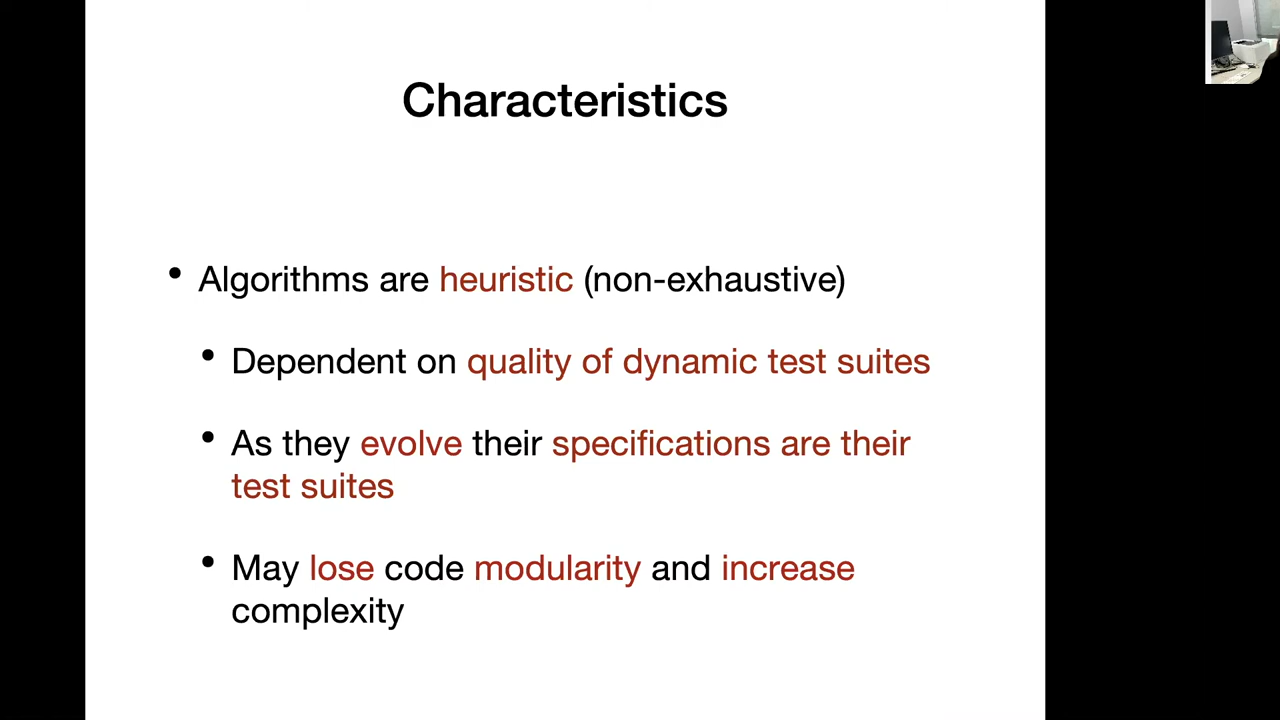 Characteristics
• Algorithms are heuristic (non-exhaustive)
• Dependent on quality of dynamic test suites
• As they evolve their specifications are their
test suites
• May lose code modularity and increase
complexity